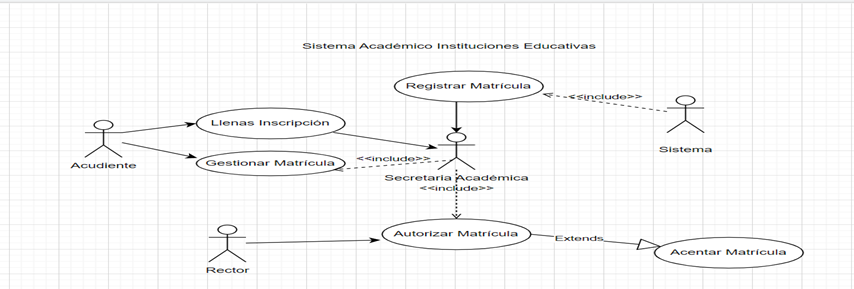 Sistema Académico Instituciones Educativas
Registrar Matrícula
<<include>>
Sistema
Llenas Inscripción
Acudiente
Gestionar Matrícula
<<include>>
Secretaria Académica
<<include>>
Autorizar Matrícula
Extends
Acentar Matrícula
Rector